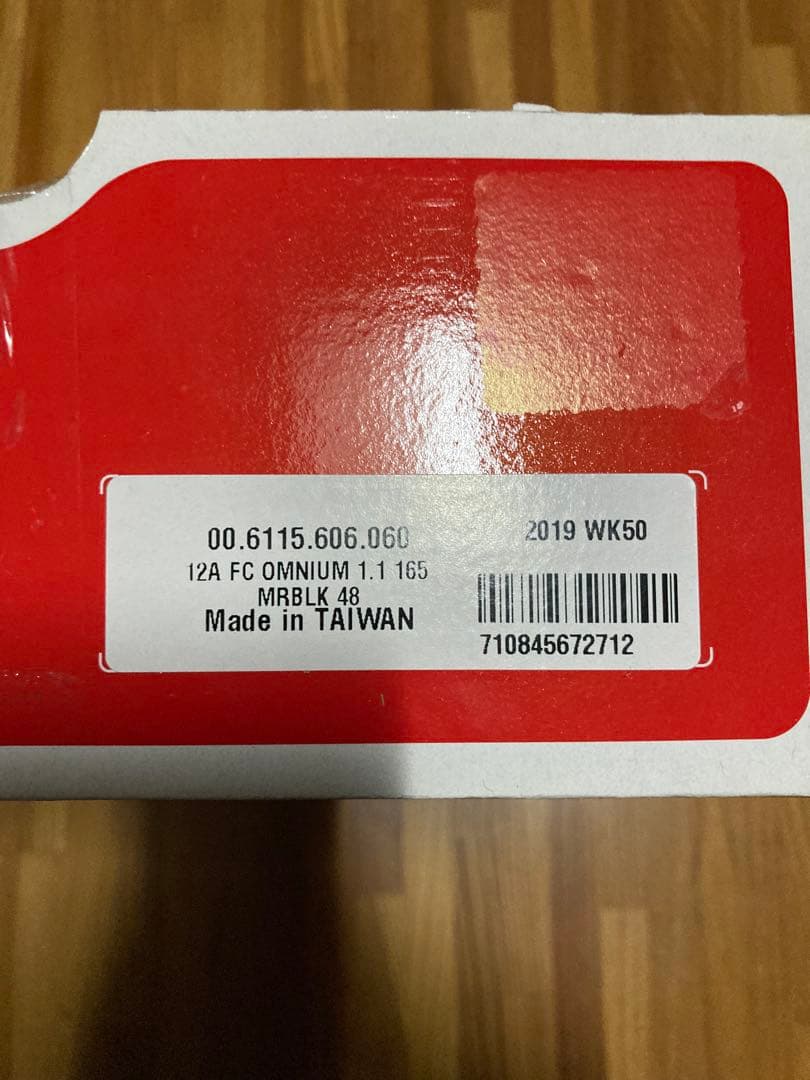 00.6115.606.060
12A FC OMNIUM 1.1 165
MRBLK 48
Made in TAIWAN
2019 WK50
710845672712